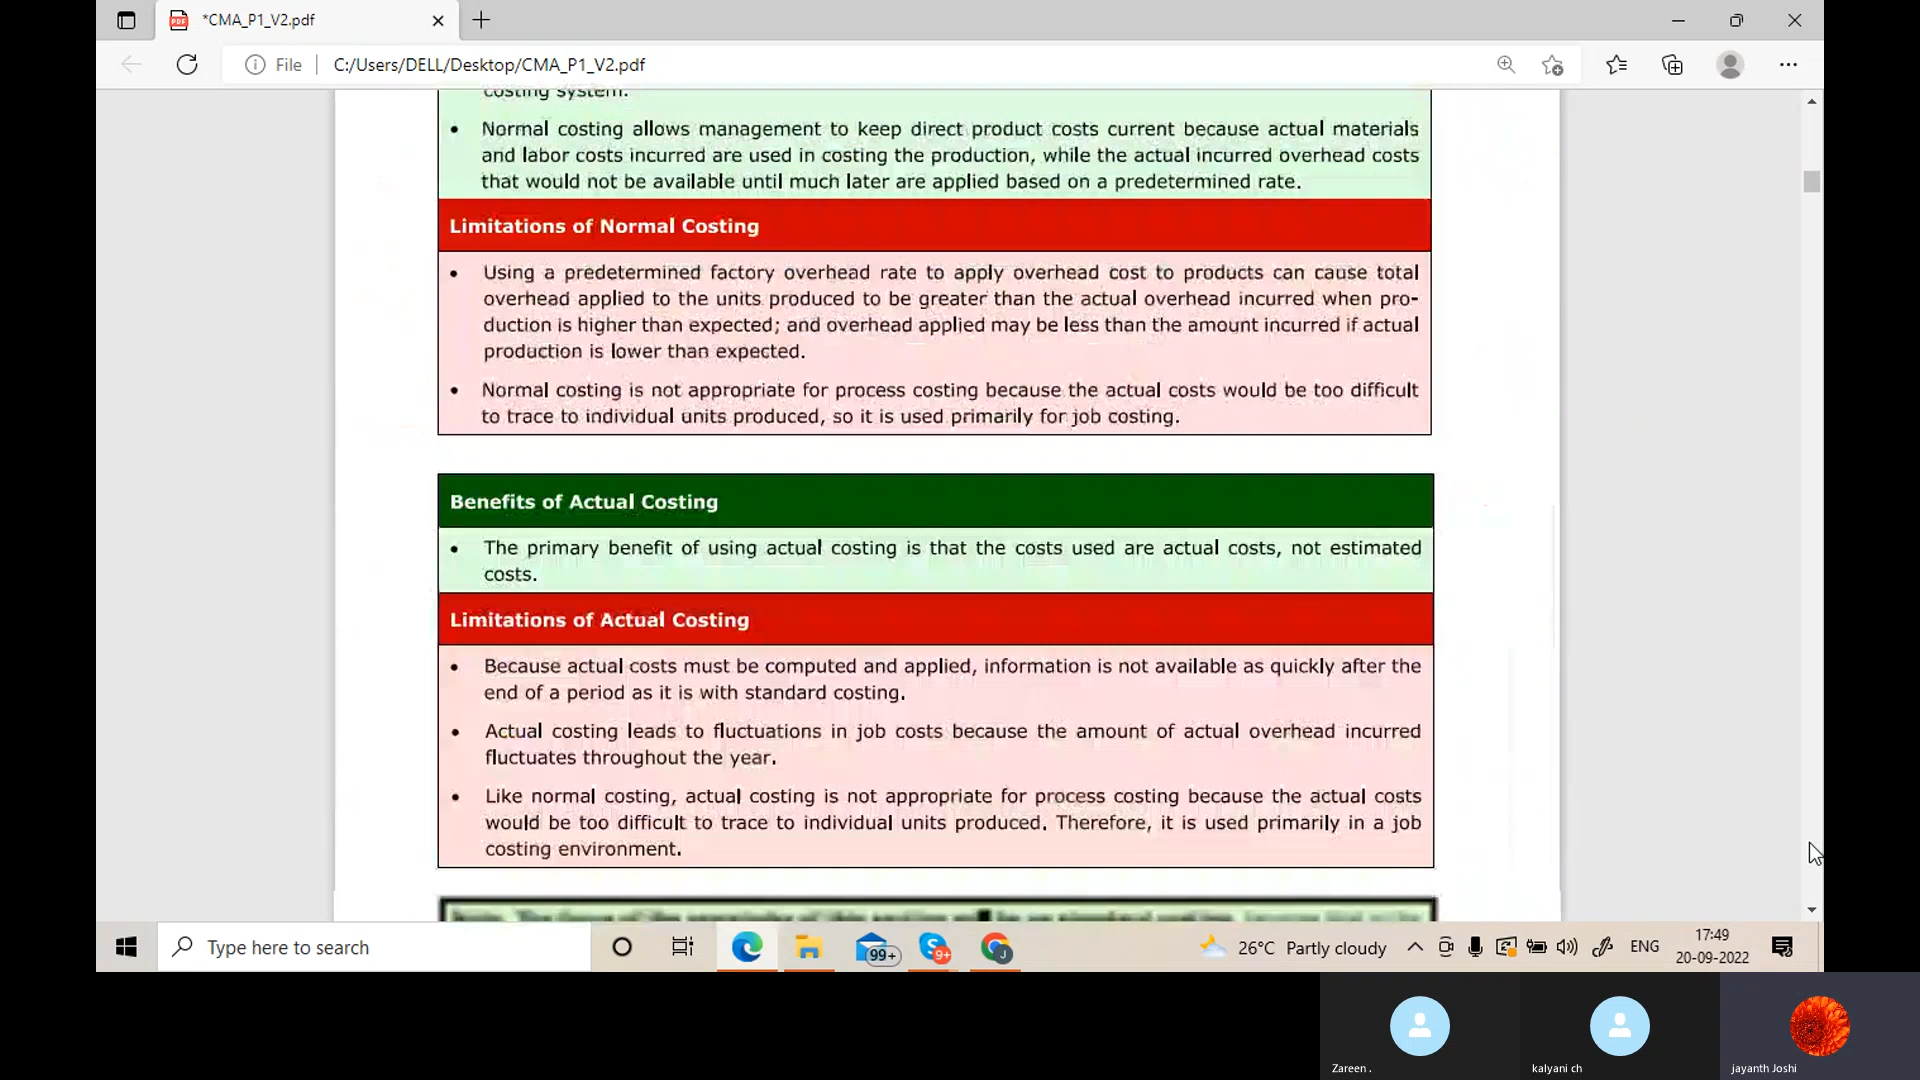 *CMA_P1_V2.pdf
File
C:/Users/DELL/Desktop/CMA_P1_V2.pdf
costing system.
• Normal costing allows management to keep direct product costs current because actual materials
and labor costs incurred are used in costing the production, while the actual incurred overhead costs
that would not be available until much later are applied based on a predetermined rate.
Limitations of Normal Costing
• Using a predetermined factory overhead rate to apply overhead cost to products can cause total
overhead applied to the units produced to be greater than the actual overhead incurred when pro-
duction is higher than expected; and overhead applied may be less than the amount incurred if actual
production is lower than expected.
• Normal costing is not appropriate for process costing because the actual costs would be too difficult
to trace to individual units produced, so it is used primarily for job costing.
Benefits of Actual Costing
• The primary benefit of using actual costing is that the costs used are actual costs, not estimated
costs.
Limitations of Actual Costing
• Because actual costs must be computed and applied, information is not available as quickly after the
end of a period as it is with standard costing.
• Actual costing leads to fluctuations in job costs because the amount of actual overhead incurred
fluctuates throughout the year.
• Like normal costing, actual costing is not appropriate for process costing because the actual costs
would be too difficult to trace to individual units produced. Therefore, it is used primarily in a job
costing environment.
Type here to search
99+
9+
J
26°C Partly cloudy
ENG
17:49
20-09-2022
Zareen .
kalyani ch
jayanth Joshi